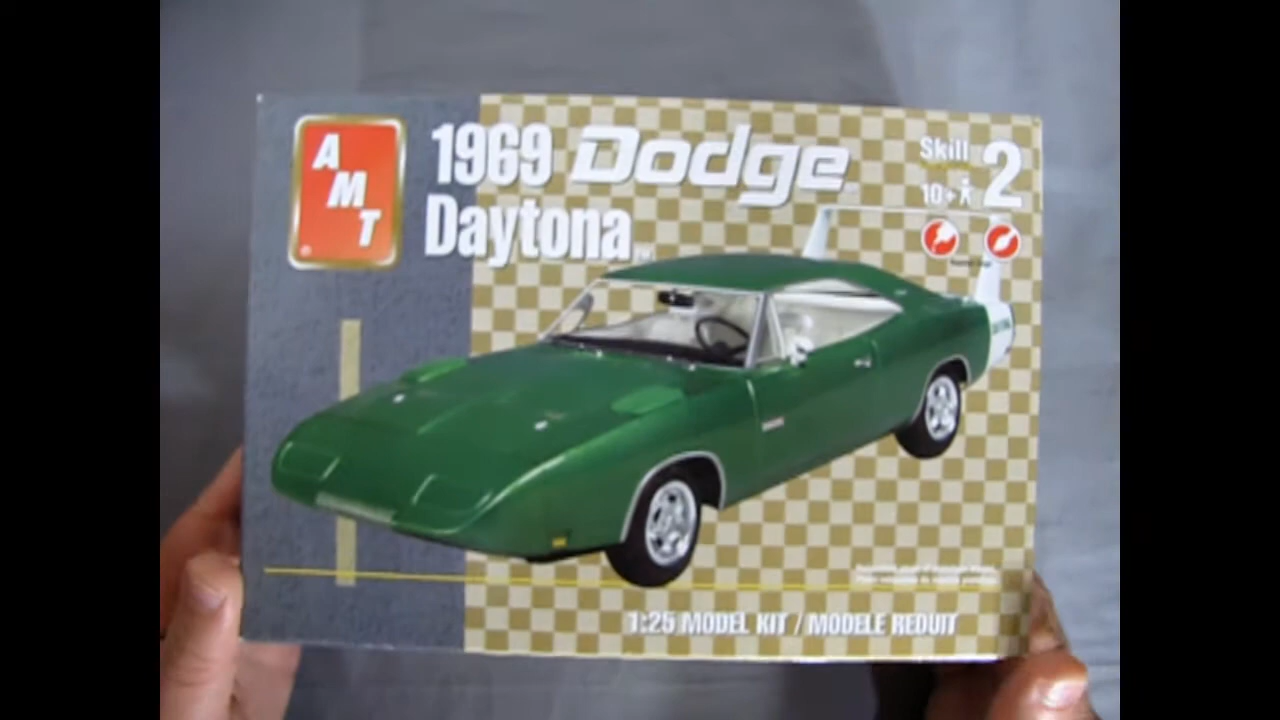 AMT
1969 Dodge
Daytona
Skill 2
10+
1:25 MODEL KIT / MODELE REDUIT